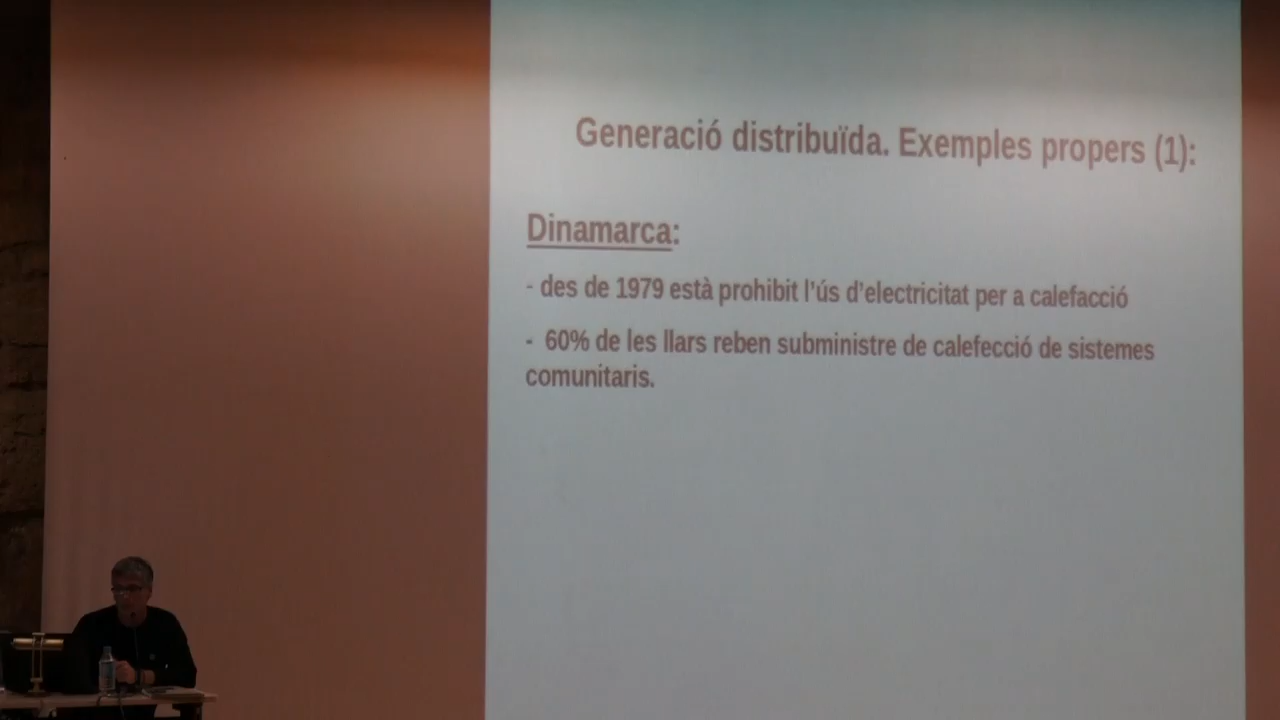 Generació distribuïda. Exemples propers (1):
Dinamarca:
- des de 1979 està prohibit l'ús d'electricitat per a calefacció
- 60% de les llars reben subministre de calefecció de sistemes
comunitaris.